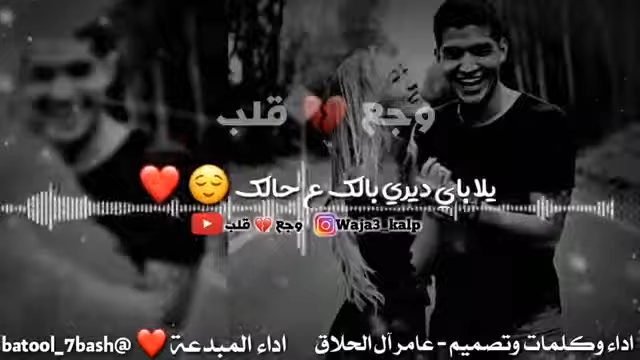 وجع 💔 قلب
يلا باي ديري بالك ع حالك 😌❤️
وجع 💔 قلب Waja3_kalp
اداء وكلمات وتصميم - عامر آل الحلاق
اداء المبدعة ❤️ @batool_7bash